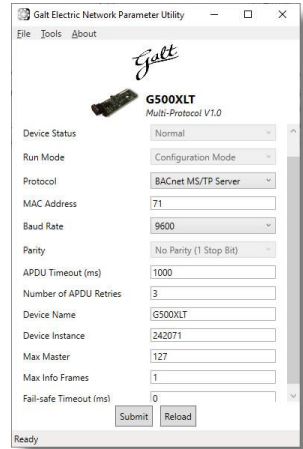 Galt Electric Network Parameter Utility
File Tools About
Galt
G500XLT
Multi-Protocol V1.0
Device Status Normal
Run Mode Configuration Mode
Protocol BACnet MS/TP Server
MAC Address 71
Baud Rate 9600
Parity No Parity (1 Stop Bit)
APDU Timeout (ms) 1000
Number of APDU Retries 3
Device Name G500XLT
Device Instance 242071
Max Master 127
Max Info Frames 1
Fail-safe Timeout (ms) 0
Submit Reload
Ready